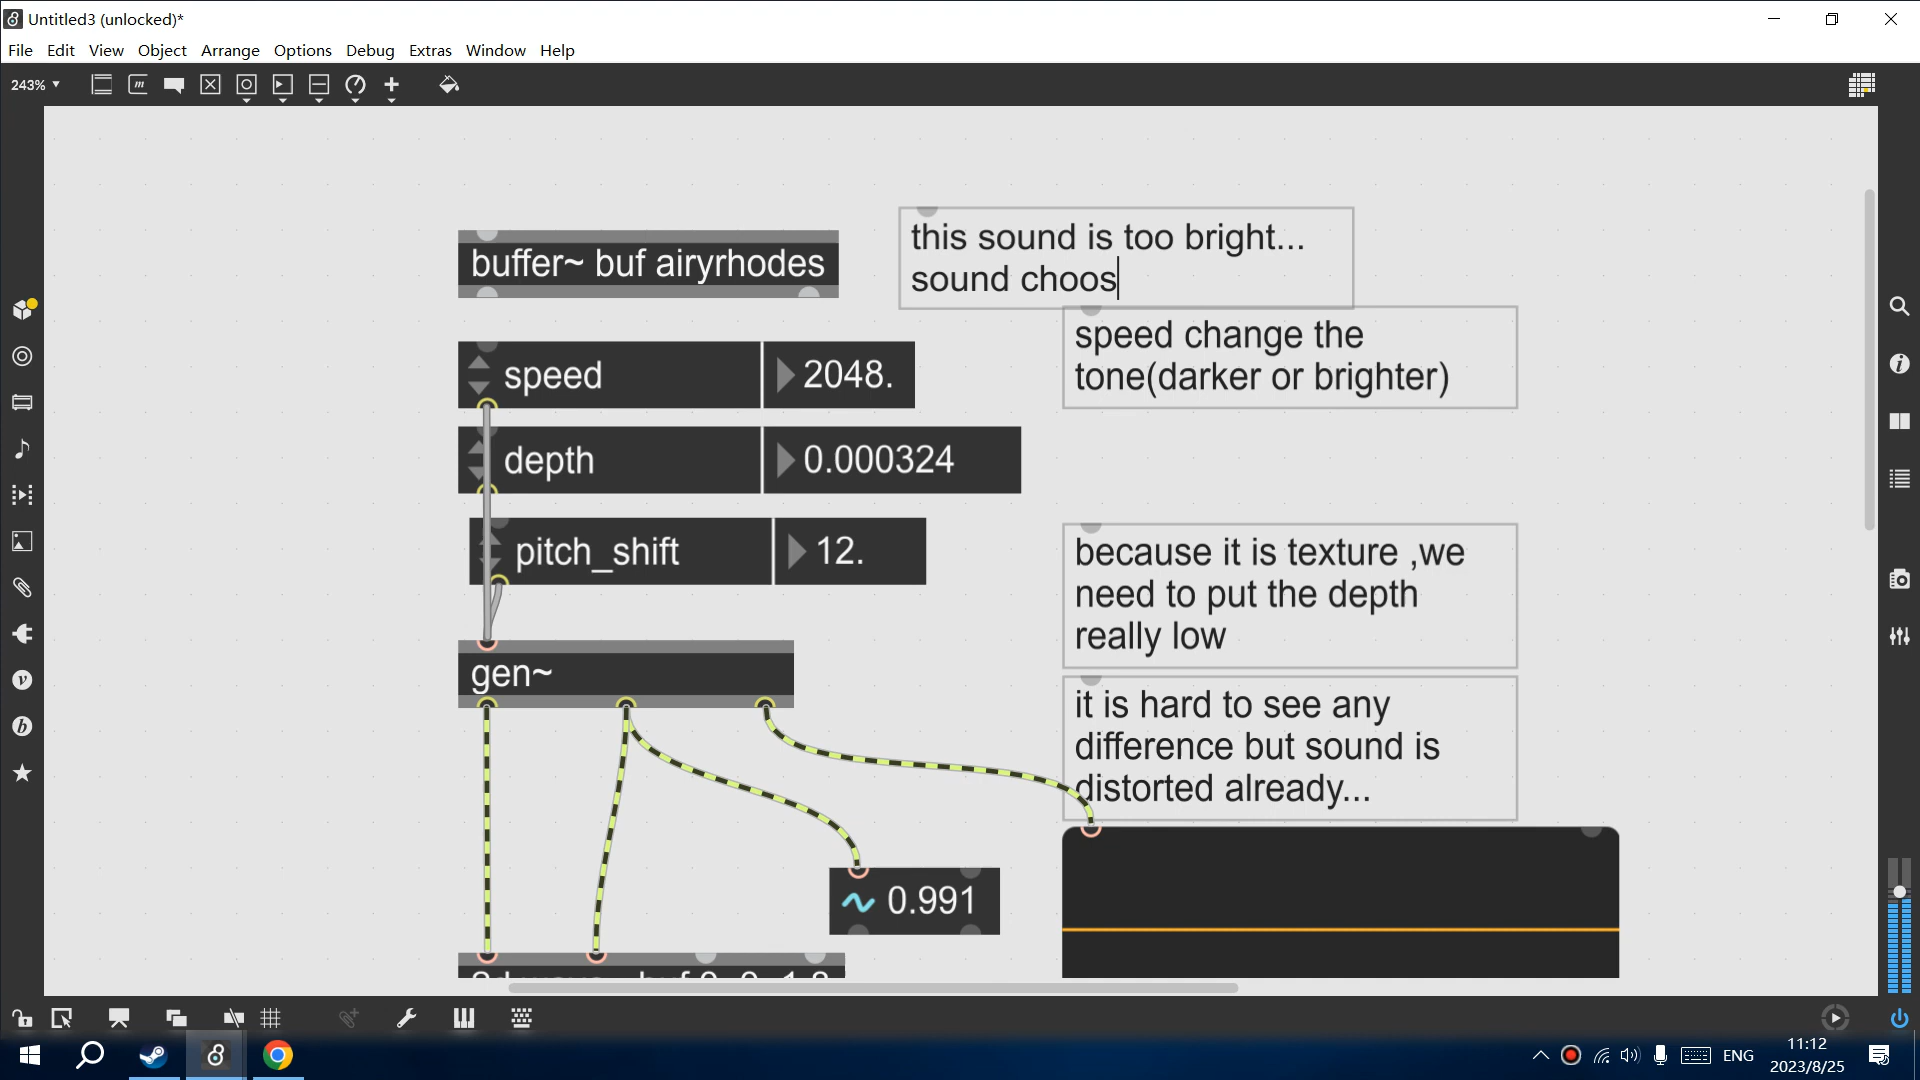 Untitled3 (unlocked)*
File Edit View Object Arrange Options Debug Extras Window Help
243%
this sound is too bright...
sound choos
buffer~ buf airyrhodes
speed change the
tone(darker or brighter)
speed 2048.
depth 0.000324
pitch_shift 12.
because it is texture ,we
need to put the depth
really low
gen~
it is hard to see any
difference but sound is
distorted already...
0.991
ENG
11:12
2023/8/25